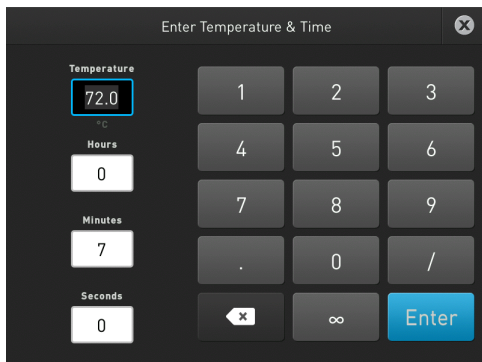 Enter Temperature & Time
Temperature
72.0
°C
Hours
0
Minutes
7
Seconds
0
1 2 3
4 5 6
7 8 9
. 0 /
∞ Enter